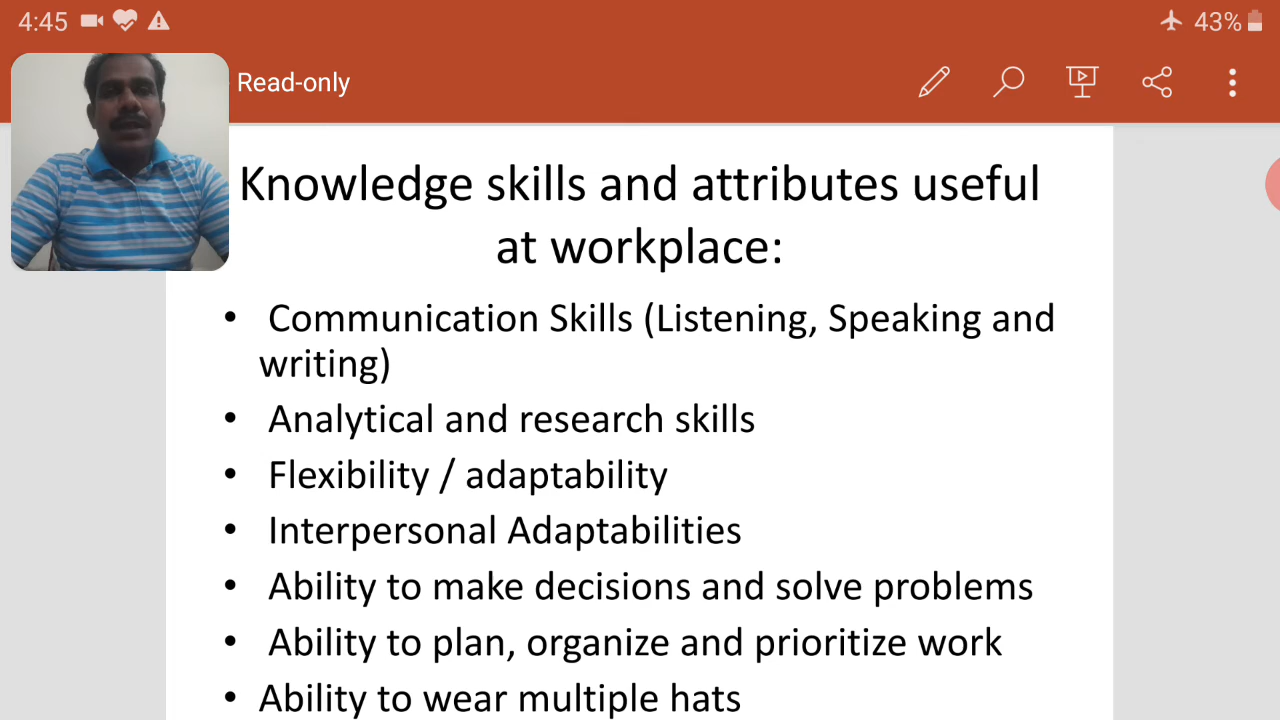 4:45
43%
Read-only
Knowledge skills and attributes useful
at workplace:
• Communication Skills (Listening, Speaking and
writing)
• Analytical and research skills
• Flexibility / adaptability
• Interpersonal Adaptabilities
• Ability to make decisions and solve problems
• Ability to plan, organize and prioritize work
• Ability to wear multiple hats